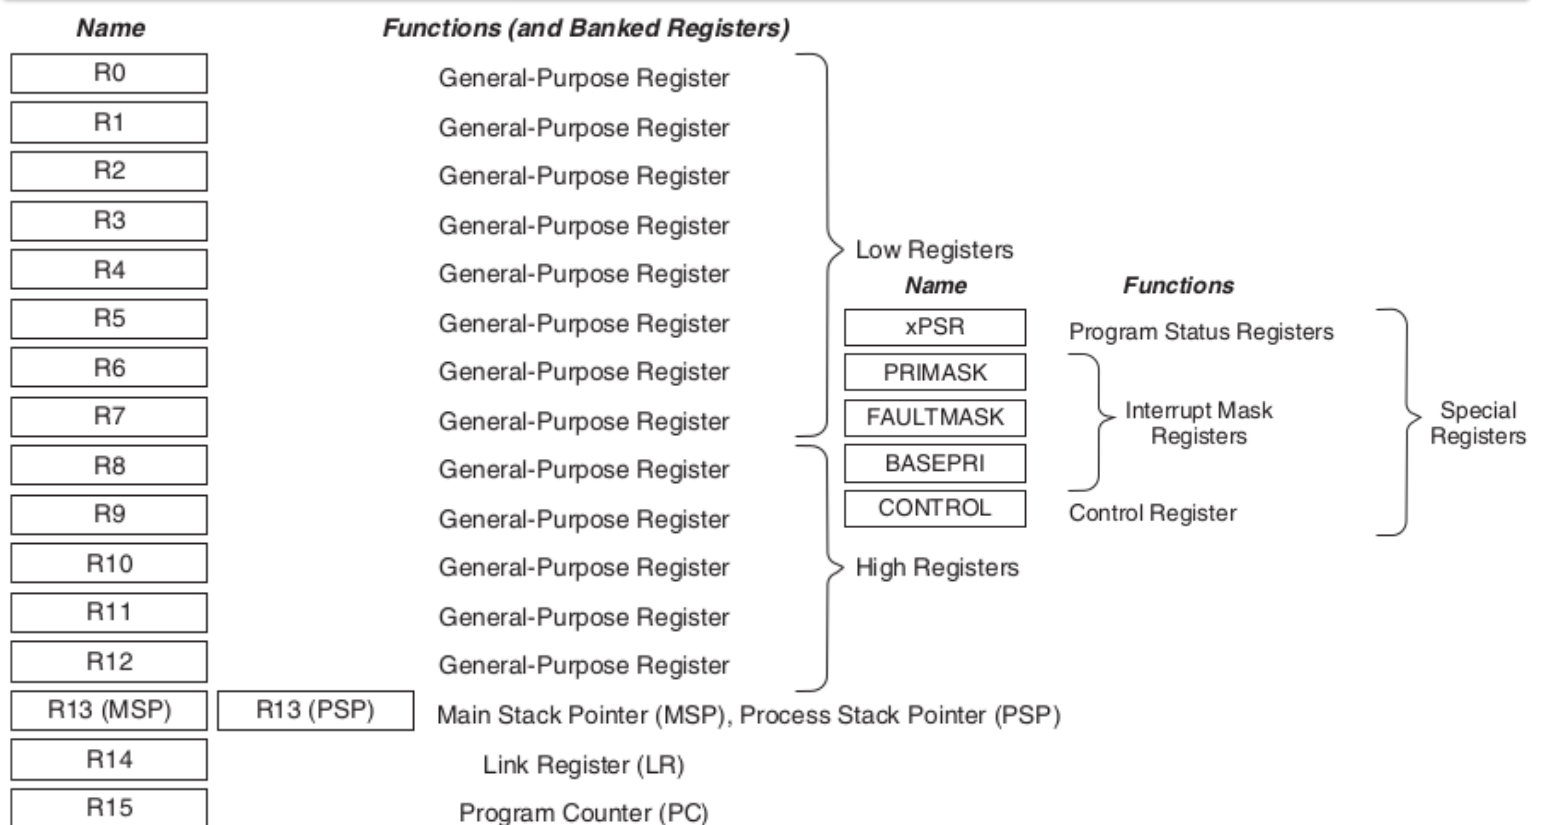 Name Functions (and Banked Registers)
R0 General-Purpose Register
R1 General-Purpose Register
R2 General-Purpose Register
R3 General-Purpose Register
R4 General-Purpose Register
R5 General-Purpose Register
R6 General-Purpose Register
R7 General-Purpose Register
Low Registers
R8 General-Purpose Register
R9 General-Purpose Register
R10 General-Purpose Register
R11 General-Purpose Register
R12 General-Purpose Register
High Registers
R13 (MSP) R13 (PSP) Main Stack Pointer (MSP), Process Stack Pointer (PSP)
R14 Link Register (LR)
R15 Program Counter (PC)
Name Functions
xPSR Program Status Registers
PRIMASK
FAULTMASK
BASEPRI
Interrupt Mask
Registers
CONTROL Control Register
Special
Registers